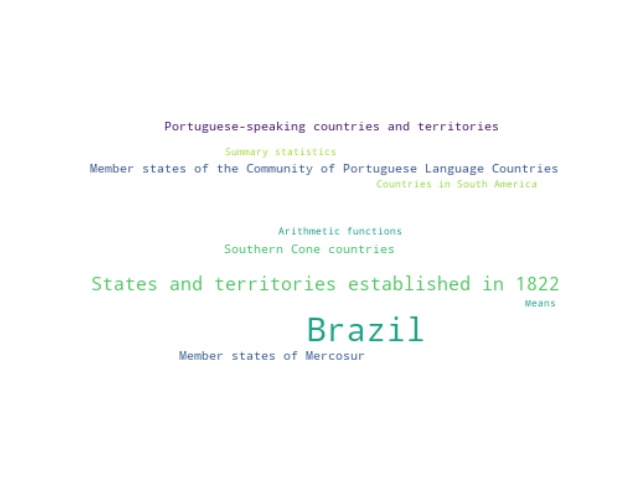 Portuguese-speaking countries and territories
Summary statistics
Member states of the Community of Portuguese Language Countries
Countries in South America
Arithmetic functions
Southern Cone countries
States and territories established in 1822
Means
Brazil
Member states of Mercosur